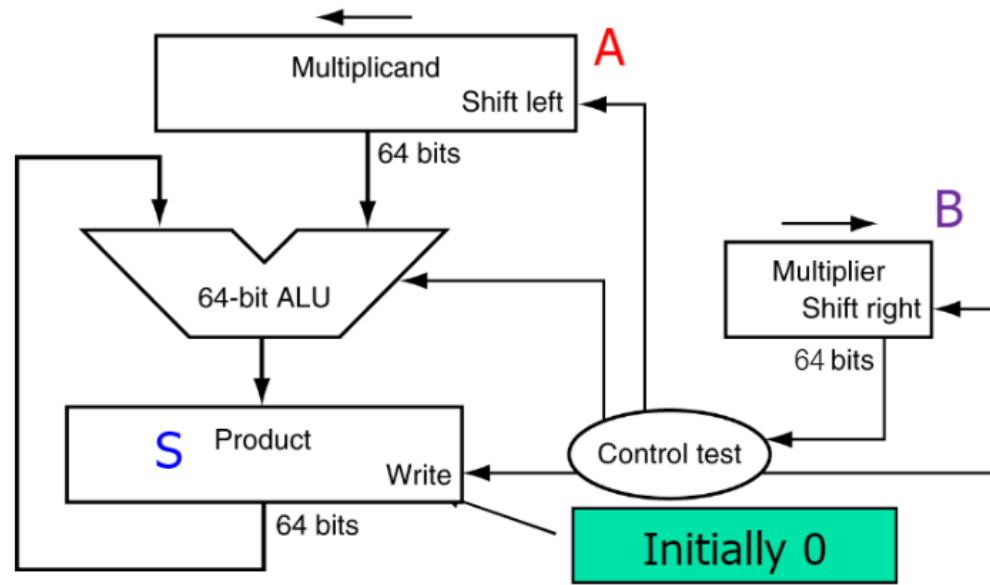 A
Multiplicand
Shift left
64 bits
B
Multiplier
Shift right
64-bit ALU
64 bits
S Product
Control test
Write
64 bits
Initially 0